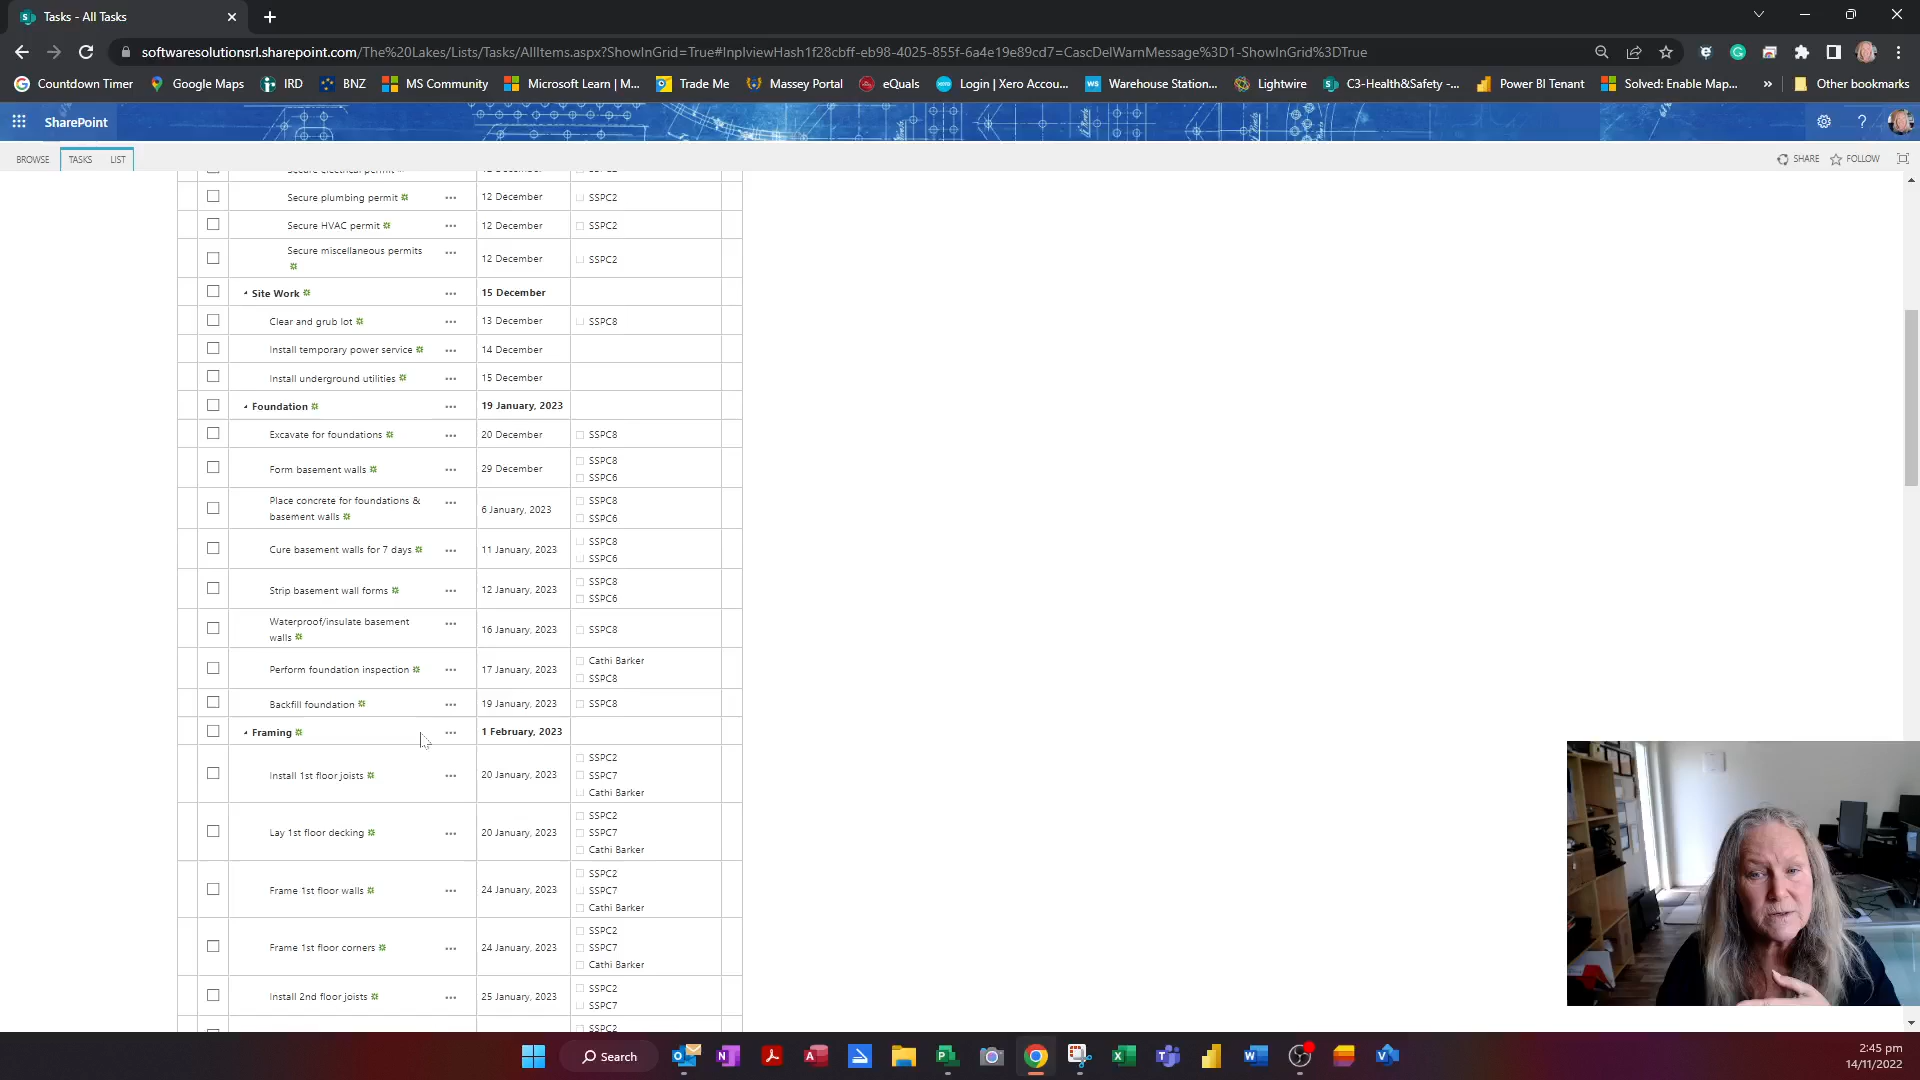 Tasks - All Tasks
softwaresolutionsrl.sharepoint.com/The%20Lakes/Lists/Tasks/AllItems.aspx?ShowInGrid=True#InplviewHash1f28cbff-eb98-4025-855f-6a4e19e89cd7=CascDelWarnMessage%3D1-ShowInGrid%3DTrue
Countdown Timer Google Maps IRD BNZ MS Community Microsoft Learn | M... Trade Me Massey Portal eQuals Login | Xero Accou... Warehouse Station... Lightwire C3-Health&Safety -... Power BI Tenant Solved: Enable Map... » Other bookmarks
SharePoint
BROWSE TASKS LIST SHARE FOLLOW
Secure plumbing permit ... 12 December SSPC2
Secure HVAC permit ... 12 December SSPC2
Secure miscellaneous permits ... 12 December SSPC2
Site Work ... 15 December
Clear and grub lot ... 13 December SSPC8
Install temporary power service ... 14 December
Install underground utilities ... 15 December
Foundation ... 19 January, 2023
Excavate for foundations ... 20 December SSPC8
Form basement walls ... 29 December SSPC8
SSPC6
Place concrete for foundations & ... 6 January, 2023 SSPC8
basement walls SSPC6
Cure basement walls for 7 days ... 11 January, 2023 SSPC8
SSPC6
Strip basement wall forms ... 12 January, 2023 SSPC8
SSPC6
Waterproof/insulate basement ... 16 January, 2023 SSPC8
walls
Perform foundation inspection ... 17 January, 2023 Cathi Barker
SSPC8
Backfill foundation ... 19 January, 2023 SSPC8
Framing ... 1 February, 2023
Install 1st floor joists ... 20 January, 2023 SSPC2
SSPC7
Cathi Barker
Lay 1st floor decking ... 20 January, 2023 SSPC2
SSPC7
Cathi Barker
Frame 1st floor walls ... 24 January, 2023 SSPC2
SSPC7
Cathi Barker
Frame 1st floor corners ... 24 January, 2023 SSPC2
SSPC7
Cathi Barker
Install 2nd floor joists ... 25 January, 2023 SSPC2
SSPC7
SSPC2
Search
2:45 pm
14/11/2022